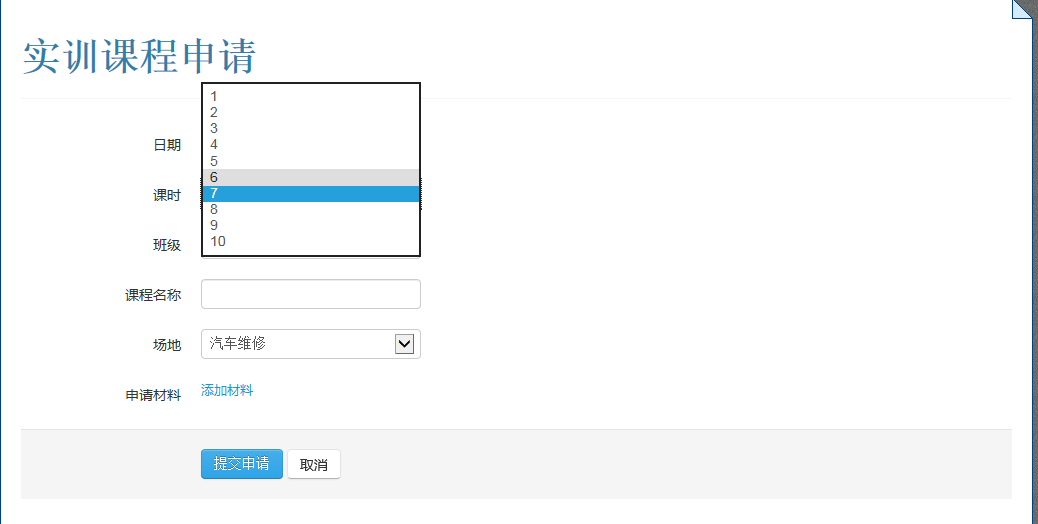 实训课程申请
1
2
3
日期
4
5
6
课时
7
8
9
班级
10
课程名称
场地
汽车维修
申请材料
添加材料
提交申请
取消